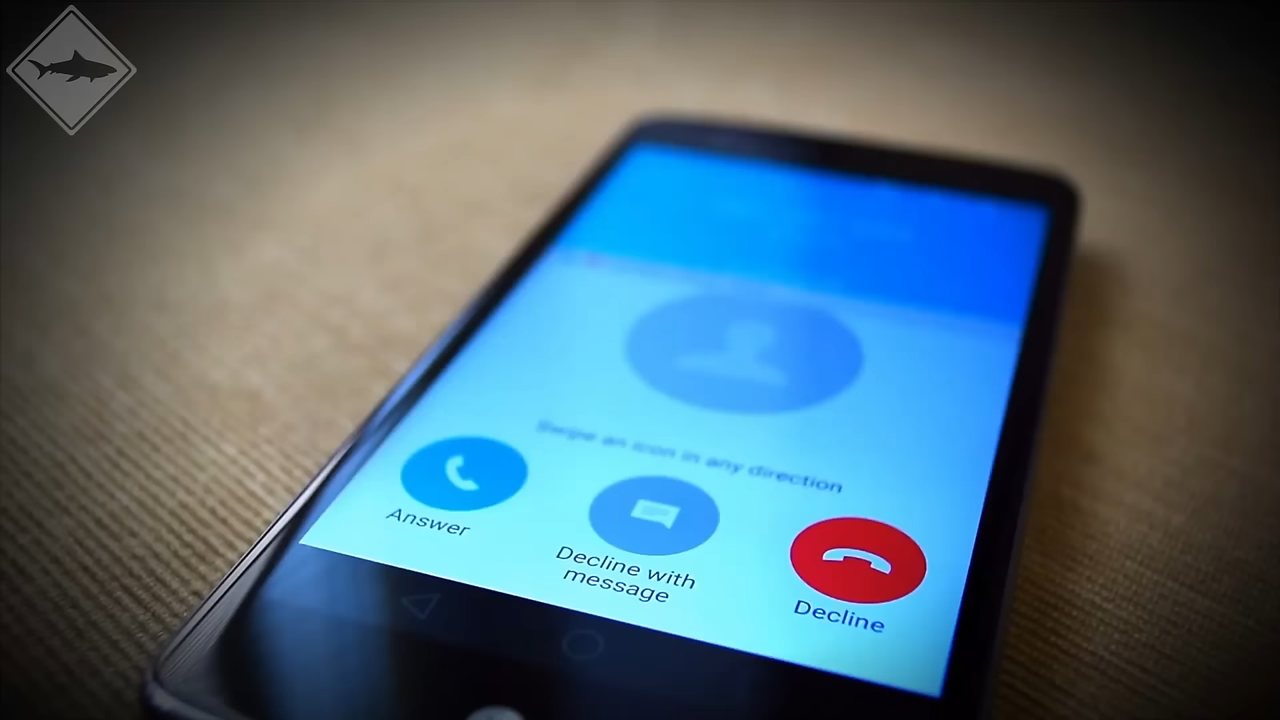 Swipe an icon in any direction
Answer
Decline with
message
Decline